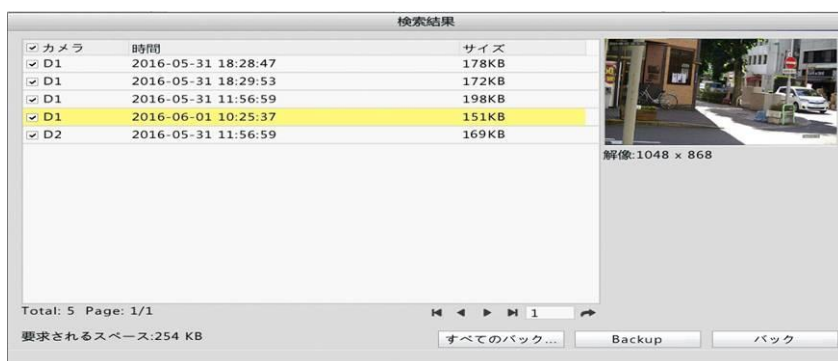 検索結果
カメラ 時間 サイズ
D1 2016-05-31 18:28:47 178KB
D1 2016-05-31 18:29:53 172KB
D1 2016-05-31 11:56:59 198KB
D1 2016-06-01 10:25:37 151KB
D2 2016-05-31 11:56:59 169KB
解像:1048 x 868
Total: 5 Page: 1/1
1
要求されるスペース:254 KB
すべてのバック...
Backup
バック